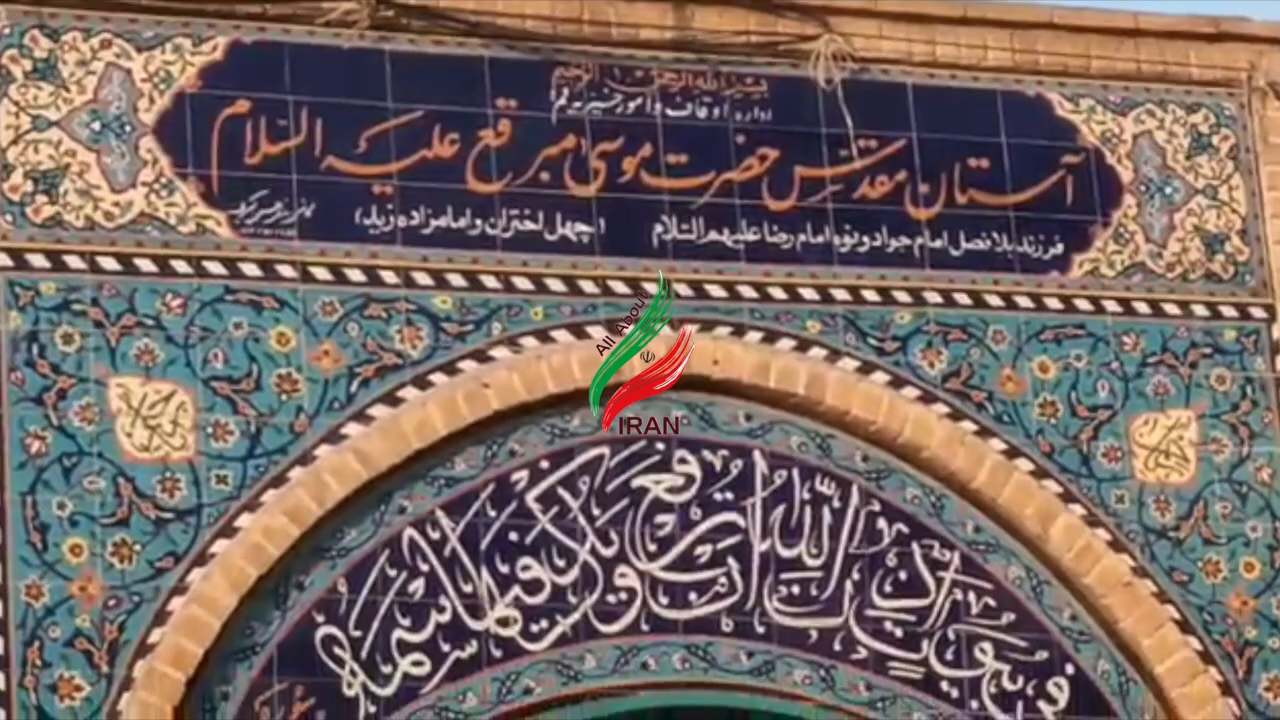 بسم الله الرحمن الرحیم
اداره اوقاف و امور خیریه قم
آستان مقدس حضرت موسی مبرقع علیه السلام
فرزند بلافصل امام جواد و نوه امام رضا علیهم السلام (چهل اختران و امامزاده زید)
All About
IRAN
فی بیوت اذن الله ان ترفع و یذکر فیها اسمه